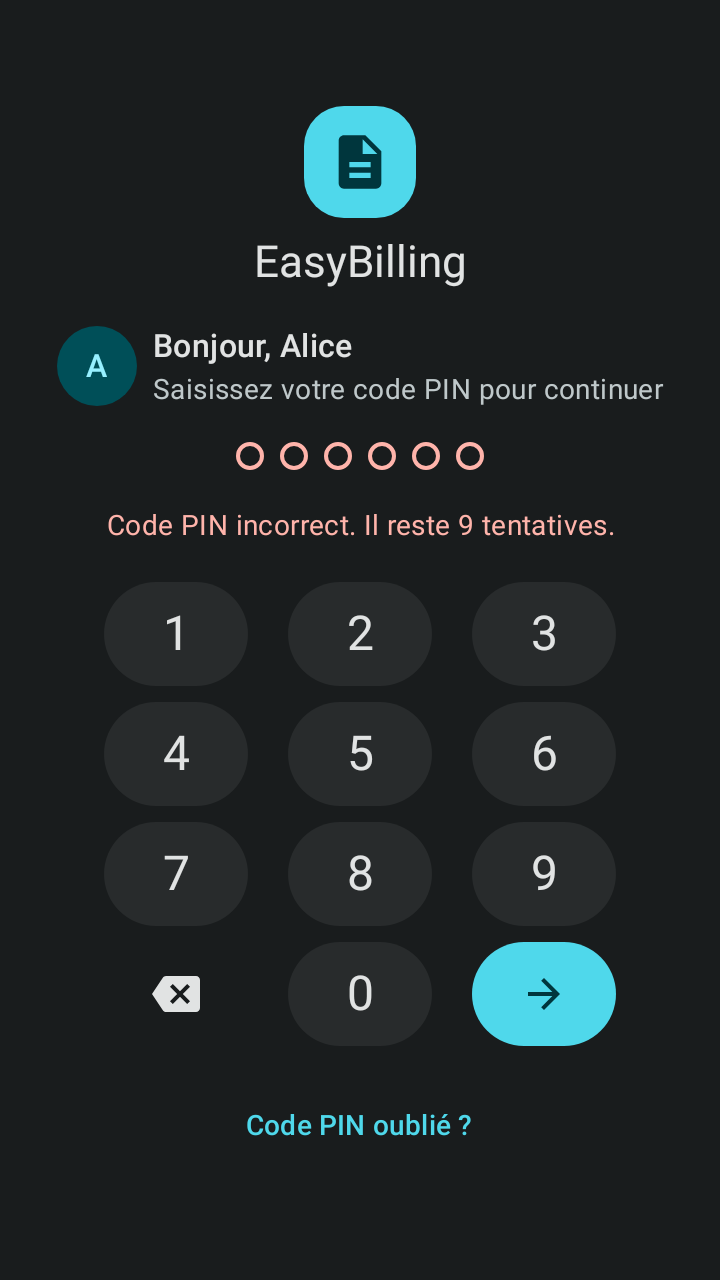 EasyBilling
A
Bonjour, Alice
Saisissez votre code PIN pour continuer
Code PIN incorrect. Il reste 9 tentatives.
1 2 3
4 5 6
7 8 9
0
Code PIN oublié ?